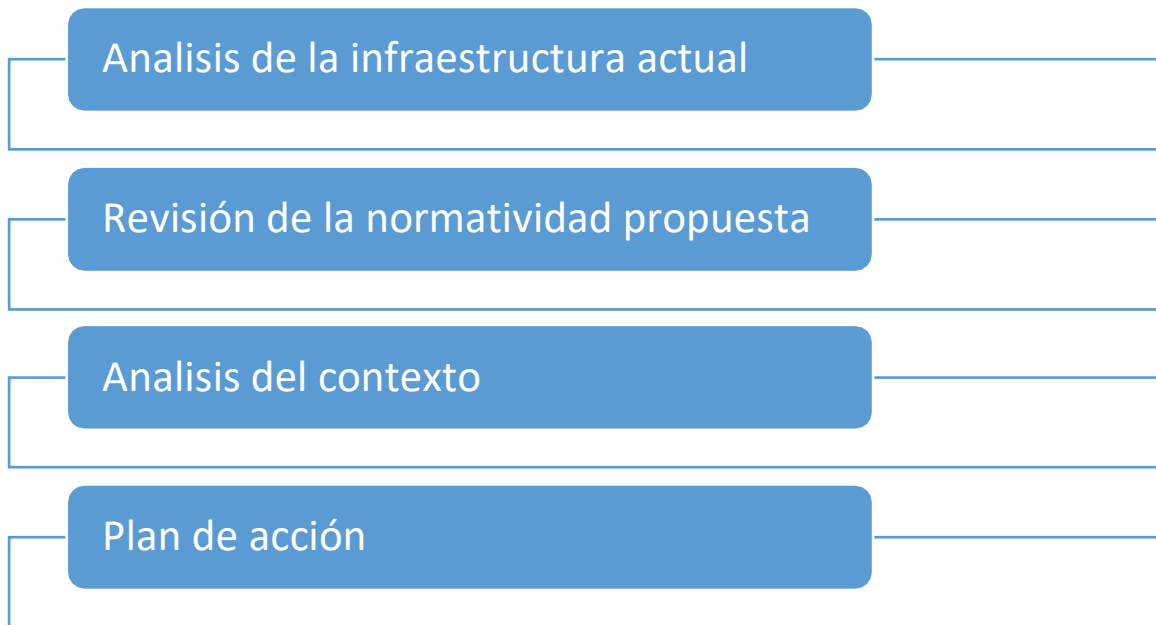 Analisis de la infraestructura actual
Revisión de la normatividad propuesta
Analisis del contexto
Plan de acción